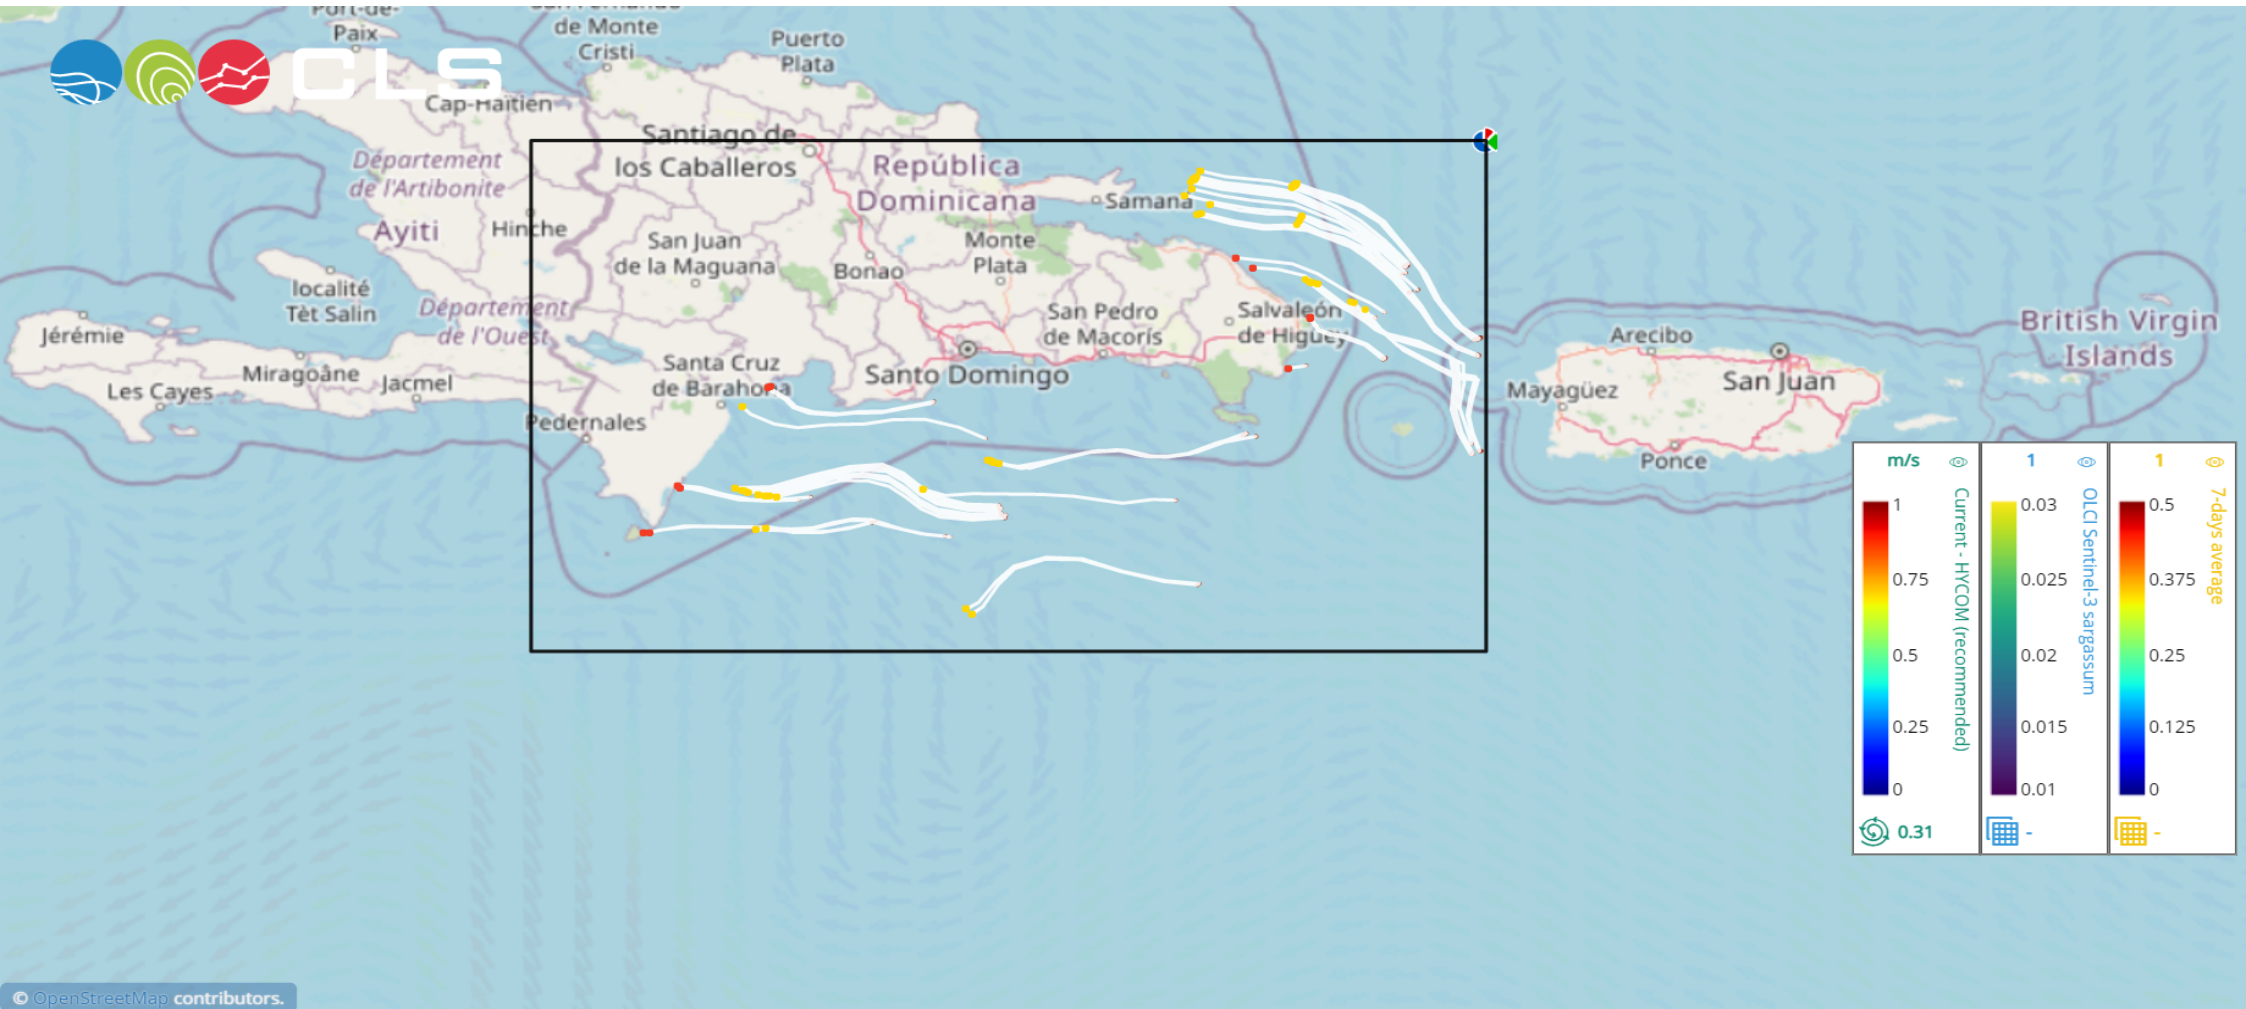 Port-de-
Paix
San Fernando
de Monte
Cristi
Puerto
Plata
CLS
Cap-Haïtien
Santiago de
los Caballeros
Département
de l'Artibonite
República
Dominicana
Samaná
Ayiti
Hinche
San Juan
de la Maguana
Bonao
Monte
Plata
localité
Tèt Salin
Département
de l'Ouest
San Pedro
de Macorís
Salvaleón
de Higüey
Jérémie
Miragoâne
Jacmel
Les Cayes
Santa Cruz
de Barahona
Santo Domingo
Pedernales
Arecibo
Mayagüez
San Juan
Ponce
British Virgin
Islands
m/s
1
0.75
0.5
0.25
0
Current - HYCOM (recommended)
0.31
1
0.03
0.025
0.02
0.015
0.01
OLCI Sentinel-3 sargassum
-
1
0.5
0.375
0.25
0.125
0
7-days average
-
© OpenStreetMap contributors.